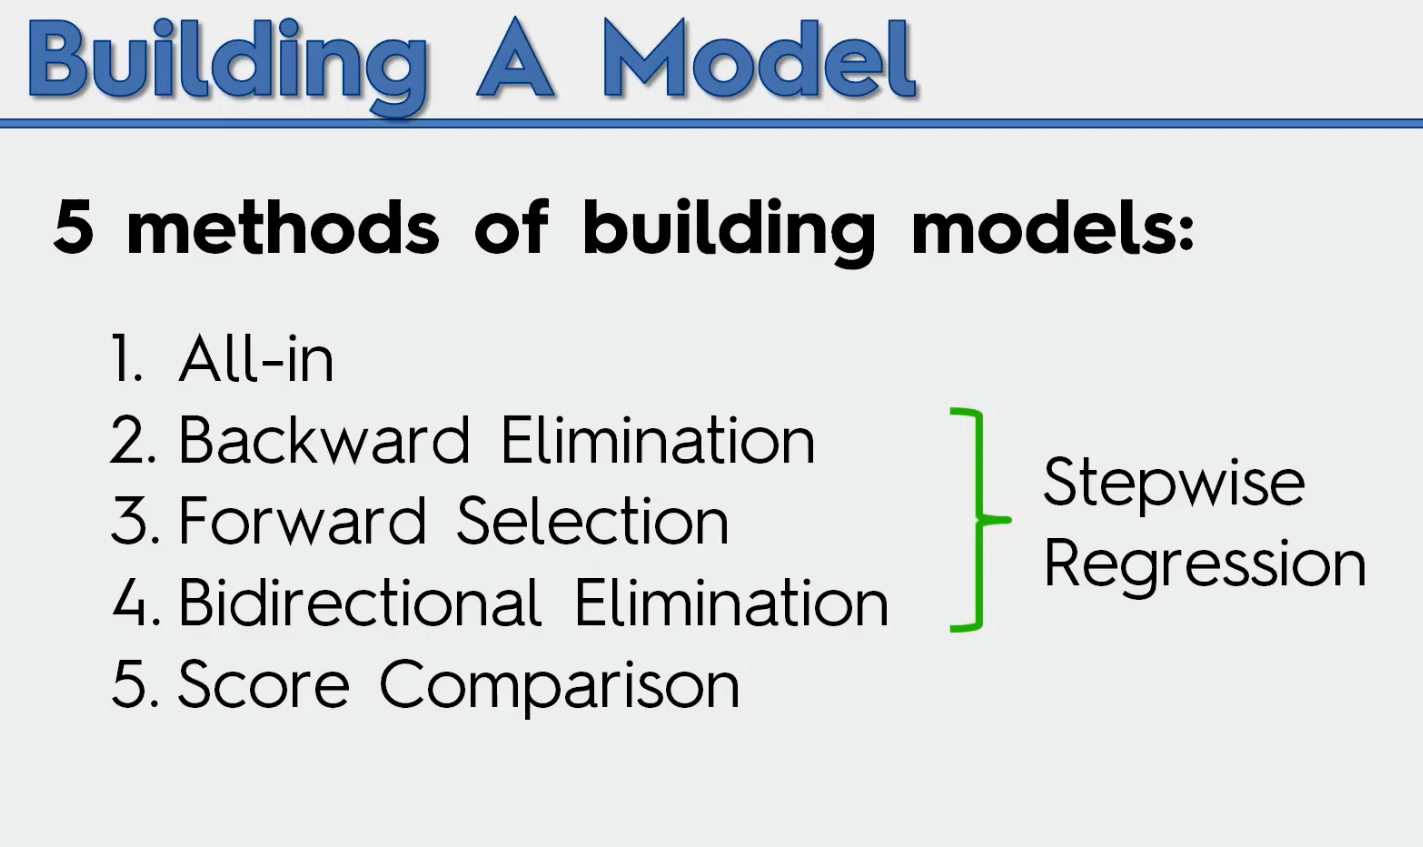 Building A Model
5 methods of building models:
1. All-in
2. Backward Elimination
3. Forward Selection
4. Bidirectional Elimination
5. Score Comparison
Stepwise
Regression